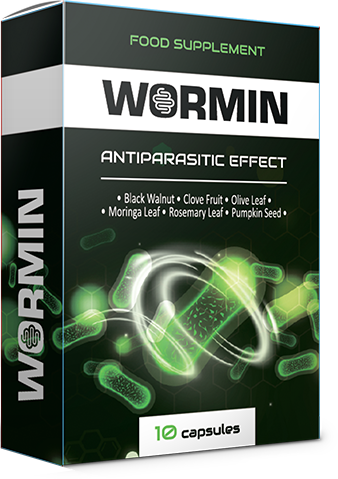 FOOD SUPPLEMENT
WORMIN
ANTIPARASITIC EFFECT
• Black Walnut • Clove Fruit • Olive Leaf •
• Moringa Leaf • Rosemary Leaf • Pumpkin Seed •
10 capsules
WORMIN